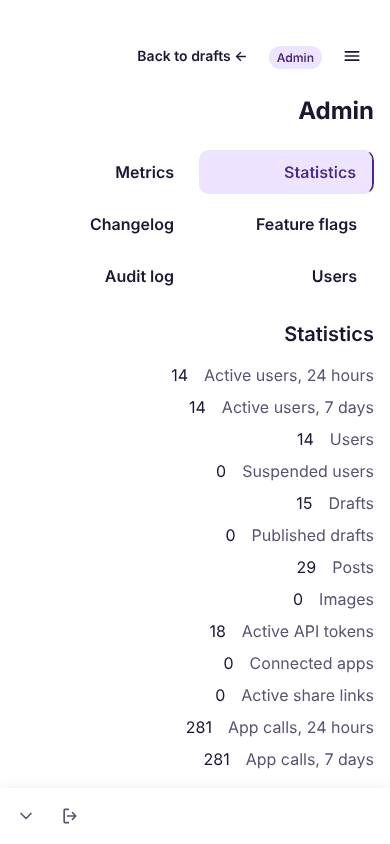 Admin
Back to drafts ←
Admin
Statistics
Metrics
Feature flags
Changelog
Users
Audit log
Statistics
Active users, 24 hours 14
Active users, 7 days 14
Users 14
Suspended users 0
Drafts 15
Published drafts 0
Posts 29
Images 0
Active API tokens 18
Connected apps 0
Active share links 0
App calls, 24 hours 281
App calls, 7 days 281